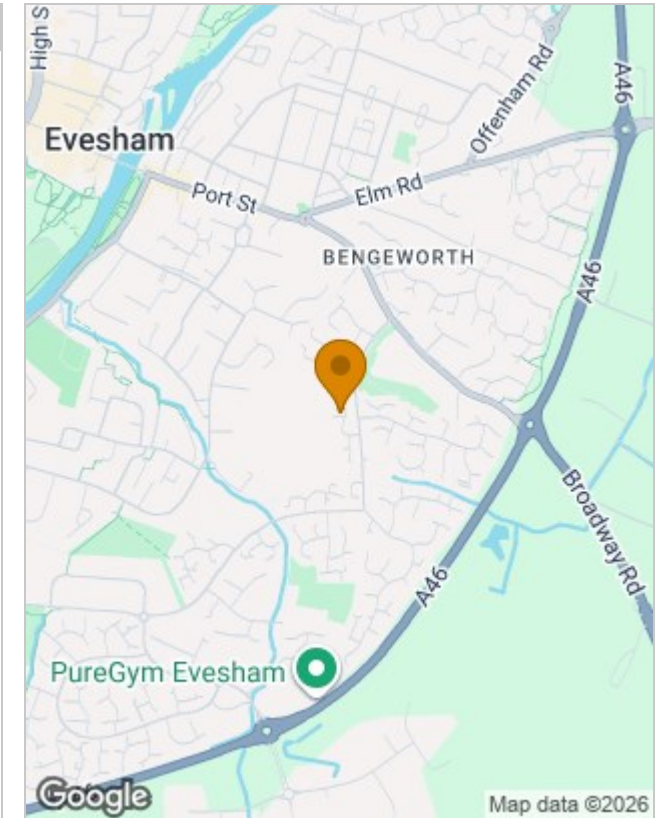 High S
Evesham
Port St
Elm Rd
Offenham Rd
A46
BENGEWORTH
A46
Broadway Rd
A46
PureGym Evesham
Google
Map data ©2026